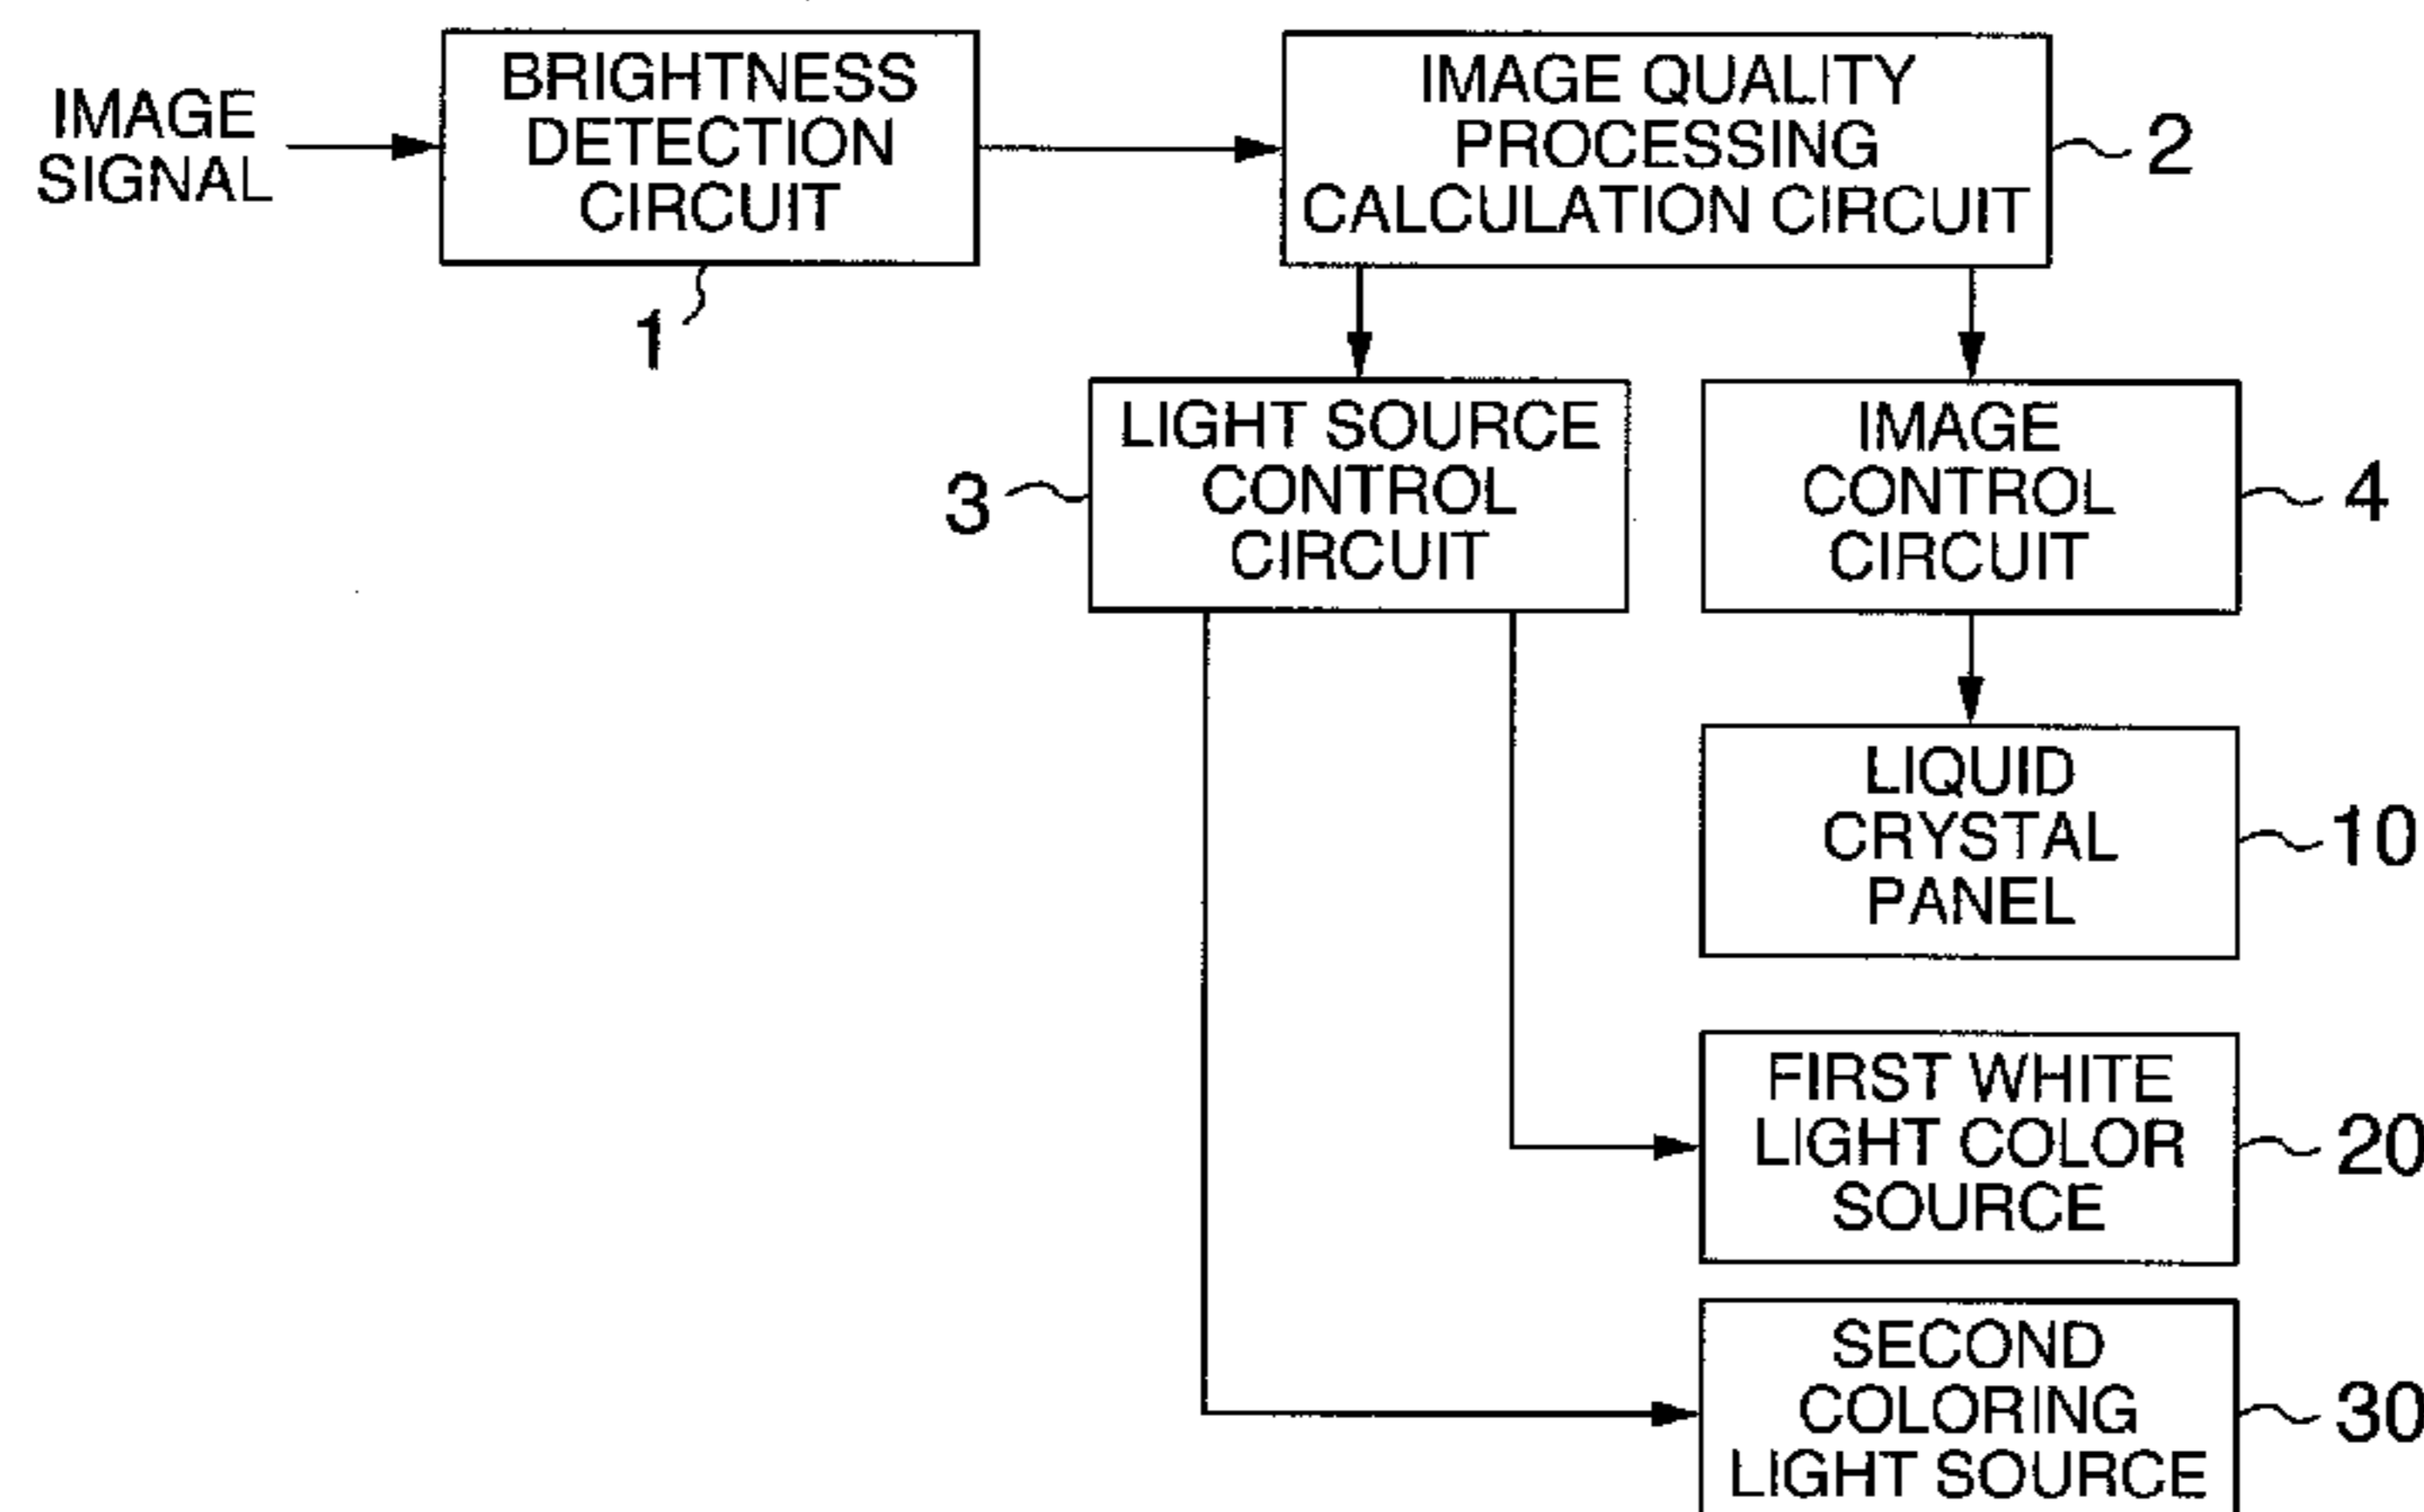 IMAGE
SIGNAL
BRIGHTNESS
DETECTION
CIRCUIT
1
IMAGE QUALITY
PROCESSING
CALCULATION CIRCUIT
2
LIGHT SOURCE
CONTROL
CIRCUIT
3
IMAGE
CONTROL
CIRCUIT
4
LIQUID
CRYSTAL
PANEL
10
FIRST WHITE
LIGHT COLOR
SOURCE
20
SECOND
COLORING
LIGHT SOURCE
30